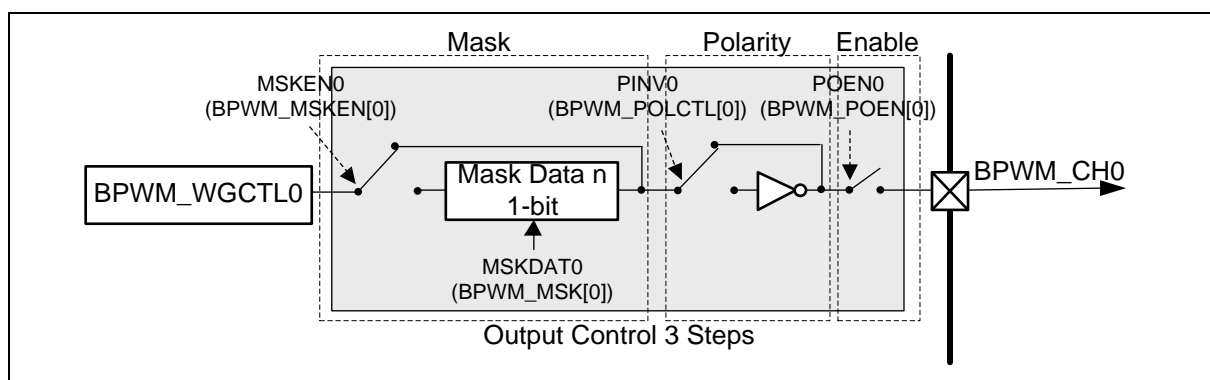 Mask
Polarity
Enable
MSKEN0
(BPWM_MSKEN[0])
PINV0
(BPWM_POLCTL[0])
POEN0
(BPWM_POEN[0])
BPWM_WGCTL0
Mask Data n
1-bit
BPWM_CH0
MSKDAT0
(BPWM_MSK[0])
Output Control 3 Steps